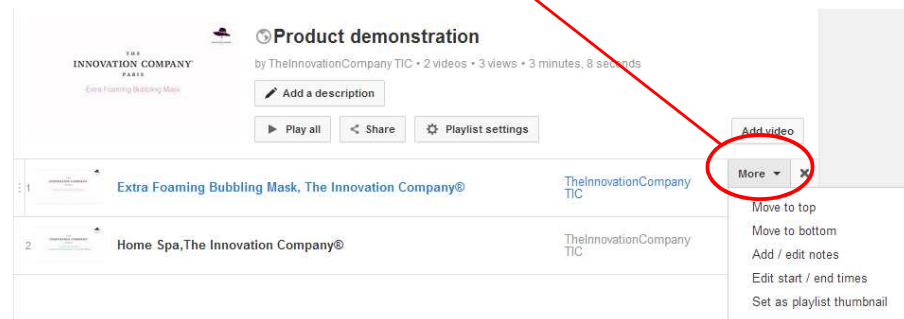 Product demonstration
THE
INNOVATION COMPANY
PARIS
Extra Foaming Bubbling Mask
by TheInnovationCompany TIC • 2 videos • 3 views • 3 minutes, 8 seconds
Add a description
Play all Share Playlist settings
Add video
1 Extra Foaming Bubbling Mask, The Innovation Company® TheInnovationCompany
TIC
More
2 Home Spa,The Innovation Company® TheInnovationCompany
TIC
Move to top
Move to bottom
Add / edit notes
Edit start / end times
Set as playlist thumbnail